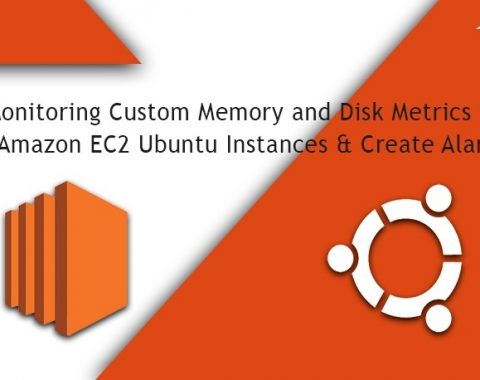 onitoring Custom Memory and Disk Metrics
Amazon EC2 Ubuntu Instances & Create Alar